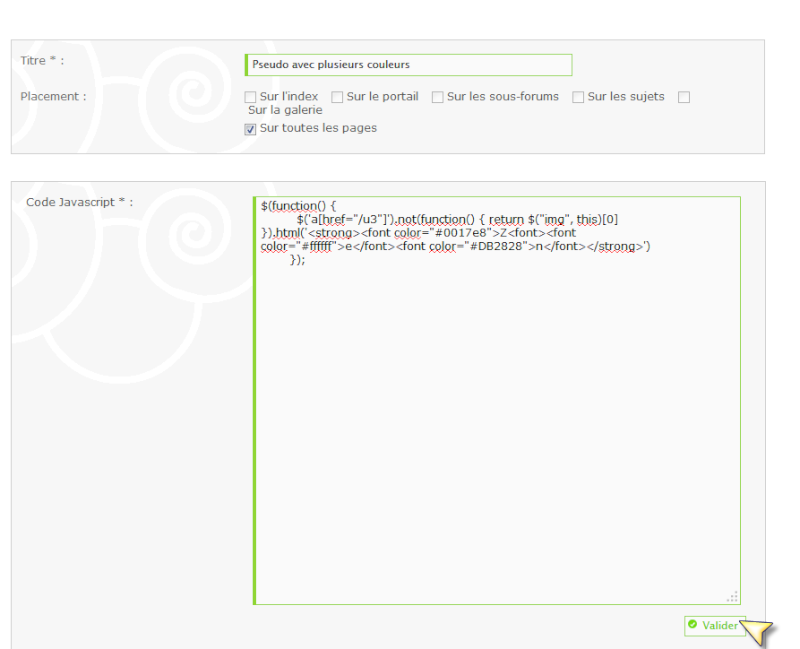 Titre * :
Pseudo avec plusieurs couleurs
Placement :
Sur l'index Sur le portail Sur les sous-forums Sur les sujets
Sur la galerie
Sur toutes les pages
Code Javascript * :
$(function() {
$('a[href="/u3"]').not(function() { return $("img", this)[0]
}).html('<strong><font color="#0017e8">Z<font><font
color="#ffffff">e</font><font color="#DB2828">n</font></strong>')
});
Valider